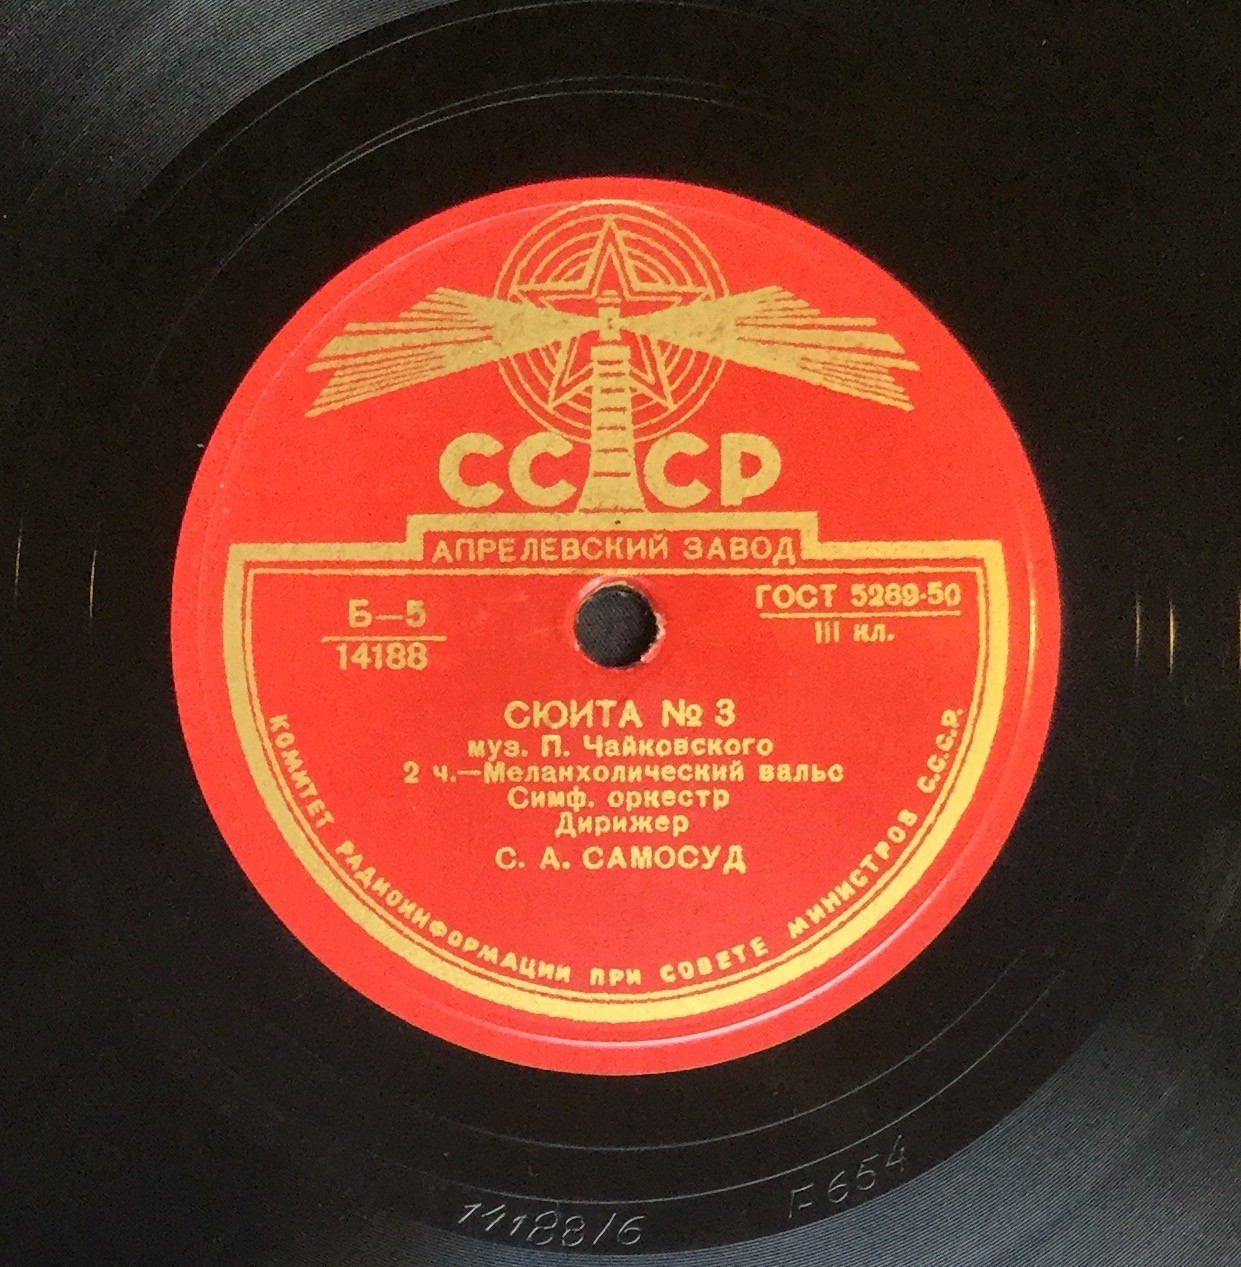 СССР
АПРЕЛЕВСКИЙ ЗАВОД
Б—5
14188
ГОСТ 5289-50
III кл.
СЮИТА № 3
муз. П. Чайковского
2 ч.—Меланхолический вальс
Симф. оркестр
Дирижер
С. А. САМОСУД
КОМИТЕТ РАДИОИНФОРМАЦИИ ПРИ СОВЕТЕ МИНИСТРОВ С.С.С.Р.
14188/6
F654